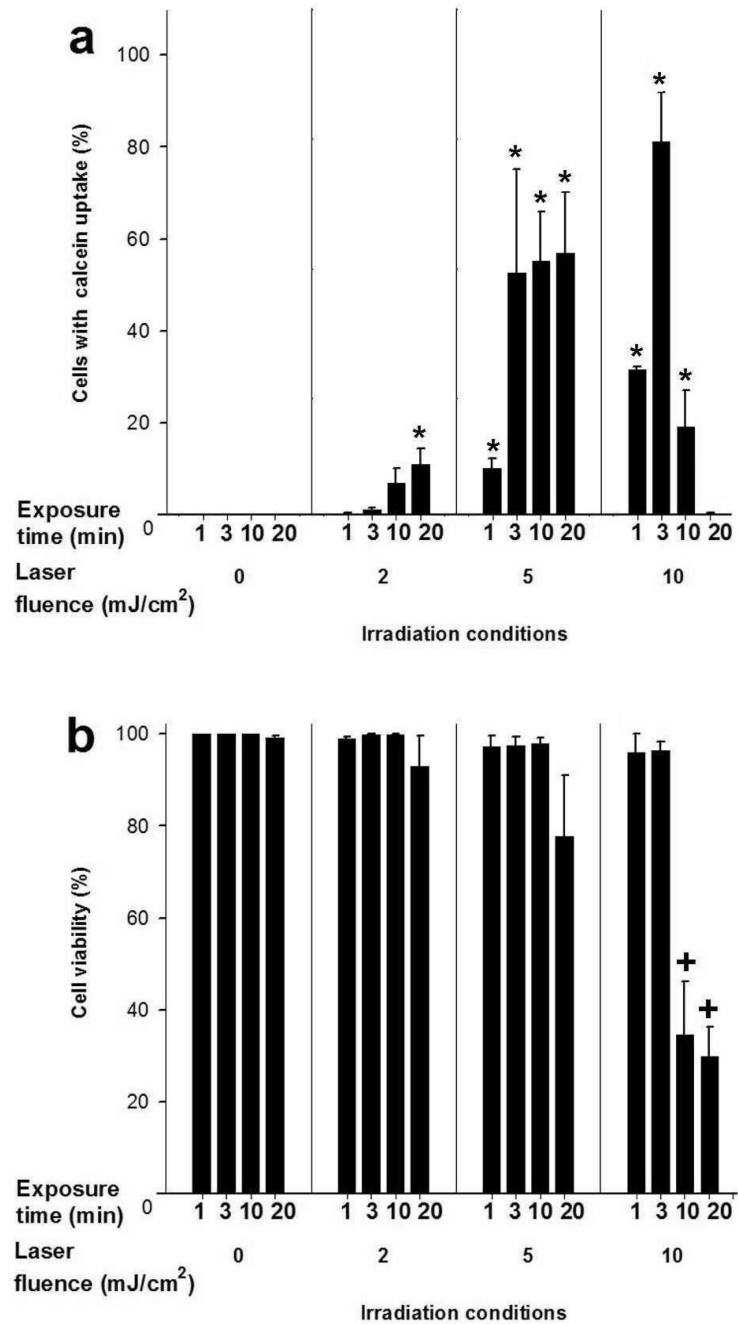 a
100
80
60
40
20
0
Cells with calcein uptake (%)
* * * * * * * *
Exposure time (min)
1 3 10 20 1 3 10 20 1 3 10 20 1 3 10 20
Laser fluence (mJ/cm²)
0 2 5 10
Irradiation conditions
b
100
80
60
40
20
0
Cell viability (%)
+ +
Exposure time (min)
1 3 10 20 1 3 10 20 1 3 10 20 1 3 10 20
Laser fluence (mJ/cm²)
0 2 5 10
Irradiation conditions